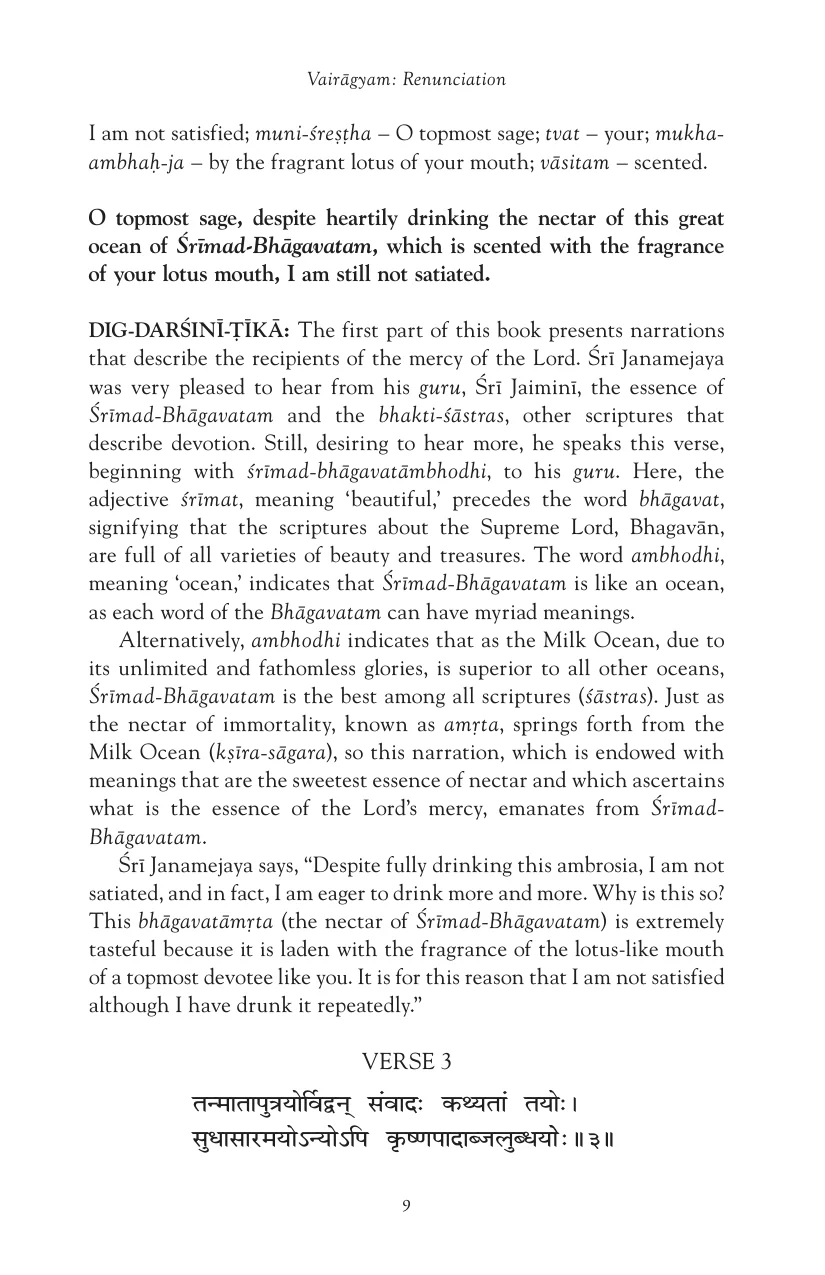 Vairāgyam: Renunciation
I am not satisfied; muni-śreṣṭha – O topmost sage; tvat – your; mukha-
ambhaḥ-ja – by the fragrant lotus of your mouth; vāsitam – scented.
O topmost sage, despite heartily drinking the nectar of this great
ocean of Śrīmad-Bhāgavatam, which is scented with the fragrance
of your lotus mouth, I am still not satiated.
DIG-DARŚINĪ-ṬĪKĀ: The first part of this book presents narrations
that describe the recipients of the mercy of the Lord. Śrī Janamejaya
was very pleased to hear from his guru, Śrī Jaiminī, the essence of
Śrīmad-Bhāgavatam and the bhakti-śāstras, other scriptures that
describe devotion. Still, desiring to hear more, he speaks this verse,
beginning with śrīmad-bhāgavatāmbhodhi, to his guru. Here, the
adjective śrīmat, meaning ‘beautiful,’ precedes the word bhāgavat,
signifying that the scriptures about the Supreme Lord, Bhagavān,
are full of all varieties of beauty and treasures. The word ambhodhi,
meaning ‘ocean,’ indicates that Śrīmad-Bhāgavatam is like an ocean,
as each word of the Bhāgavatam can have myriad meanings.
Alternatively, ambhodhi indicates that as the Milk Ocean, due to
its unlimited and fathomless glories, is superior to all other oceans,
Śrīmad-Bhāgavatam is the best among all scriptures (śāstras). Just as
the nectar of immortality, known as amṛta, springs forth from the
Milk Ocean (kṣīra-sāgara), so this narration, which is endowed with
meanings that are the sweetest essence of nectar and which ascertains
what is the essence of the Lord’s mercy, emanates from Śrīmad-
Bhāgavatam.
Śrī Janamejaya says, “Despite fully drinking this ambrosia, I am not
satiated, and in fact, I am eager to drink more and more. Why is this so?
This bhāgavatāmṛta (the nectar of Śrīmad-Bhāgavatam) is extremely
tasteful because it is laden with the fragrance of the lotus-like mouth
of a topmost devotee like you. It is for this reason that I am not satisfied
although I have drunk it repeatedly.”
VERSE 3
तन्मातापुत्रयोर्विद्वन् संवादः कथ्यतां तयोः।
सुधासारमयोऽन्योऽपि कृष्णपादाब्जलुब्धयोः॥३॥
9